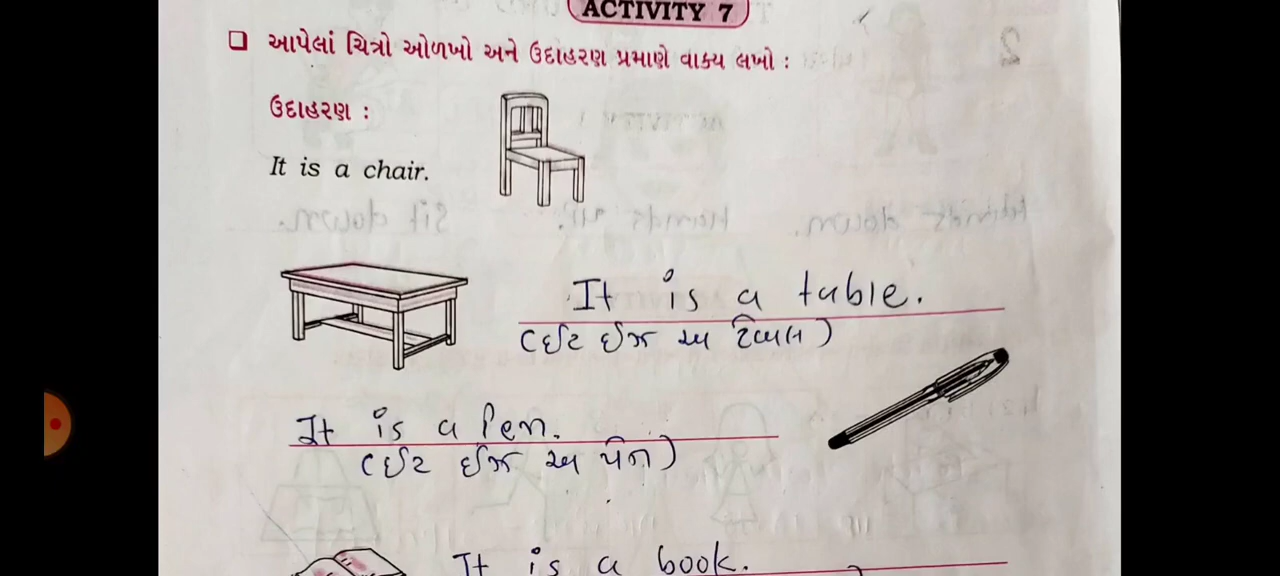 ACTIVITY 7
❑ આપેલાં ચિત્રો ઓળખો અને ઉદાહરણ પ્રમાણે વાક્ય લખો :
ઉદાહરણ :
It is a chair.
It is a table.
(ઈટ ઈઝ અ ટેબલ)
It is a Pen.
(ઈટ ઈઝ અ પેન)
It is a book.